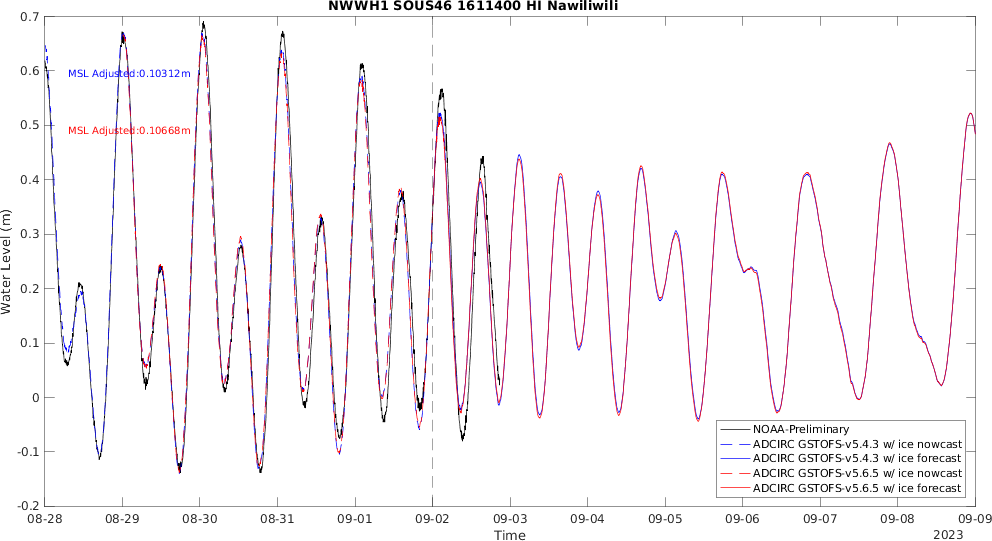 NWWH1 SOUS46 1611400 HI Nawiliwili
0.7
0.6
0.5
0.4
0.3
0.2
0.1
0
-0.1
-0.2
Water Level (m)
MSL Adjusted:0.10312m
MSL Adjusted:0.10668m
NOAA-Preliminary
ADCIRC GSTOFS-v5.4.3 w/ ice nowcast
ADCIRC GSTOFS-v5.4.3 w/ ice forecast
ADCIRC GSTOFS-v5.6.5 w/ ice nowcast
ADCIRC GSTOFS-v5.6.5 w/ ice forecast
08-28 08-29 08-30 08-31 09-01 09-02 09-03 09-04 09-05 09-06 09-07 09-08 09-09
Time
2023